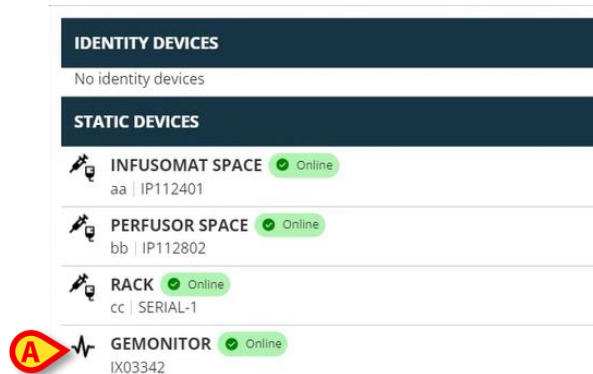 IDENTITY DEVICES
No identity devices
STATIC DEVICES
INFUSOMAT SPACE Online
aa | IP112401
PERFUSOR SPACE Online
bb | IP112802
RACK Online
cc | SERIAL-1
A GEMONITOR Online
IX03342